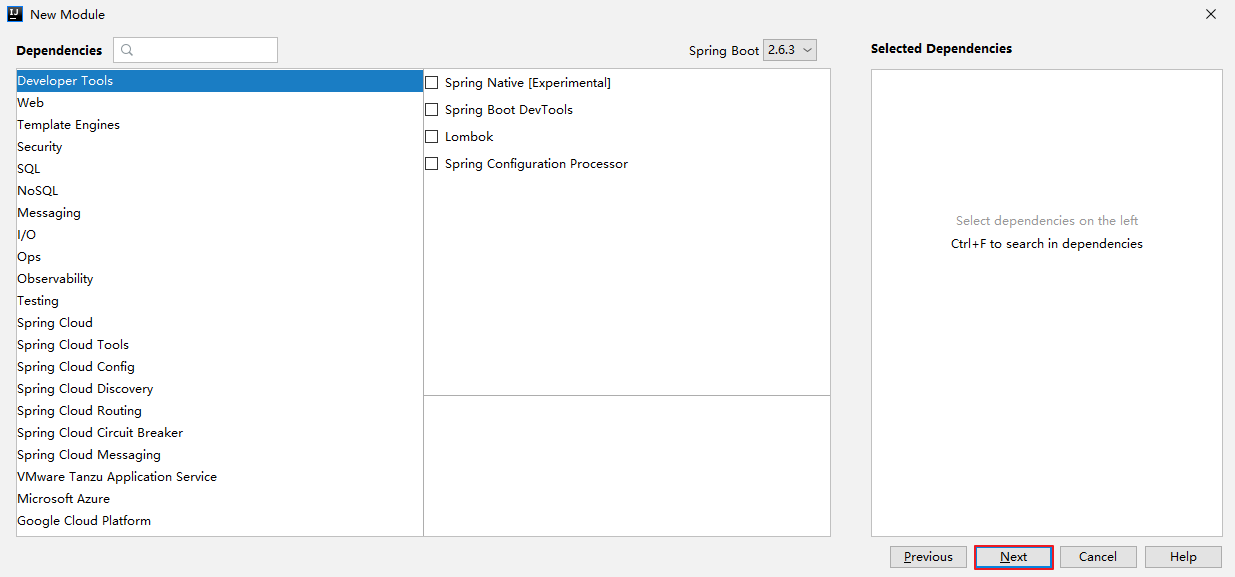 New Module
Dependencies
Spring Boot 2.6.3
Selected Dependencies
Developer Tools
Web
Template Engines
Security
SQL
NoSQL
Messaging
I/O
Ops
Observability
Testing
Spring Cloud
Spring Cloud Tools
Spring Cloud Config
Spring Cloud Discovery
Spring Cloud Routing
Spring Cloud Circuit Breaker
Spring Cloud Messaging
VMware Tanzu Application Service
Microsoft Azure
Google Cloud Platform
Spring Native [Experimental]
Spring Boot DevTools
Lombok
Spring Configuration Processor
Select dependencies on the left
Ctrl+F to search in dependencies
Previous
Next
Cancel
Help